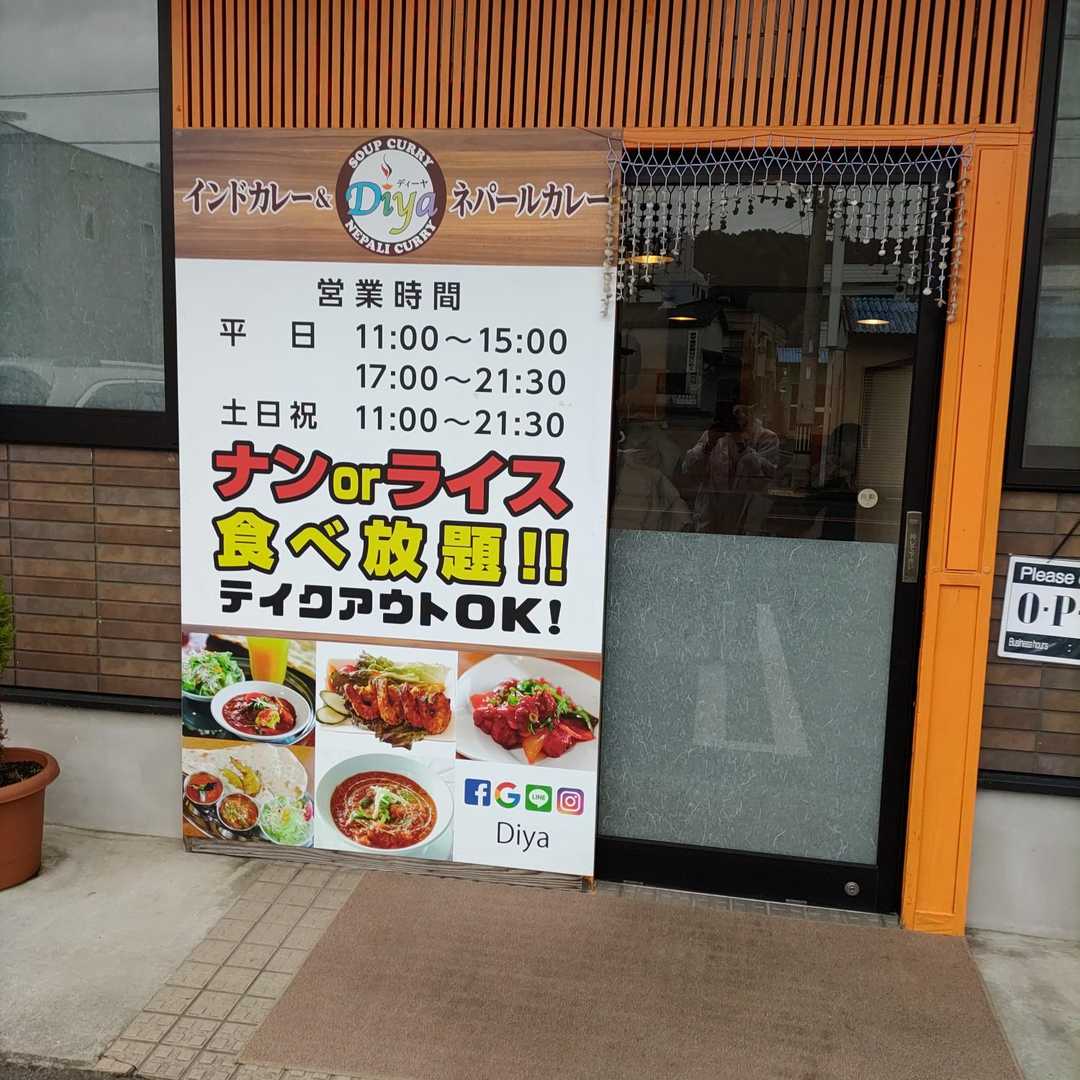 SOUP CURRY
インドカレー&
ディーヤ
Diya
ネパールカレー
NEPALI CURRY
営業時間
平日 11:00〜15:00
17:00〜21:30
土日祝 11:00〜21:30
ナンorライス
食べ放題!!
テイクアウトOK!
LINE
Diya
Please
O·P
Business hours